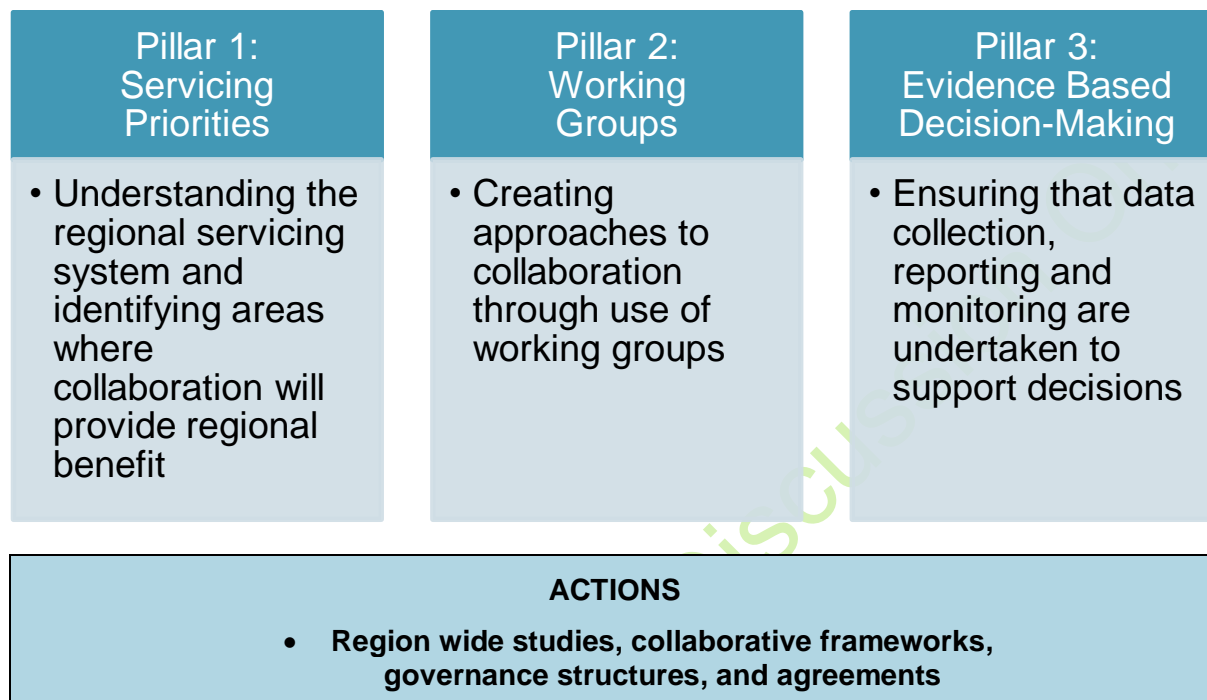 Pillar 1:
Servicing
Priorities
• Understanding the
regional servicing
system and
identifying areas
where
collaboration will
provide regional
benefit
Pillar 2:
Working
Groups
• Creating
approaches to
collaboration
through use of
working groups
Pillar 3:
Evidence Based
Decision-Making
• Ensuring that data
collection,
reporting and
monitoring are
undertaken to
support decisions
ACTIONS
• Region wide studies, collaborative frameworks,
governance structures, and agreements